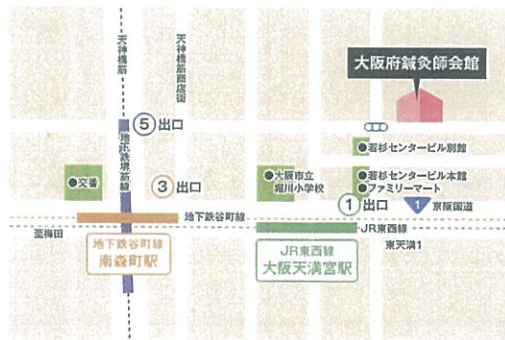 天神橋筋
天神橋筋商店街
大阪府鍼灸師会館
⑤出口
地下鉄堺筋線
●若杉センタービル別館
●交番
③出口
●大阪市立
堀川小学校
●若杉センタービル本館
●ファミリーマート
①出口
1
京阪国道
地下鉄谷町線
至梅田
JR東西線
東天満1
地下鉄谷町線
南森町駅
JR東西線
大阪天満宮駅